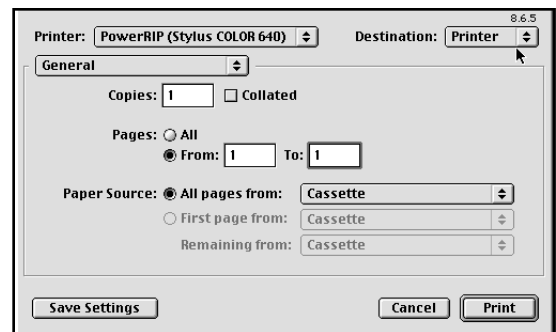 8.6.5
Printer: PowerRIP (Stylus COLOR 640) Destination: Printer
General
Copies: 1 Collated
Pages: All
From: 1 To: 1
Paper Source: All pages from: Cassette
First page from: Cassette
Remaining from: Cassette
Save Settings Cancel Print